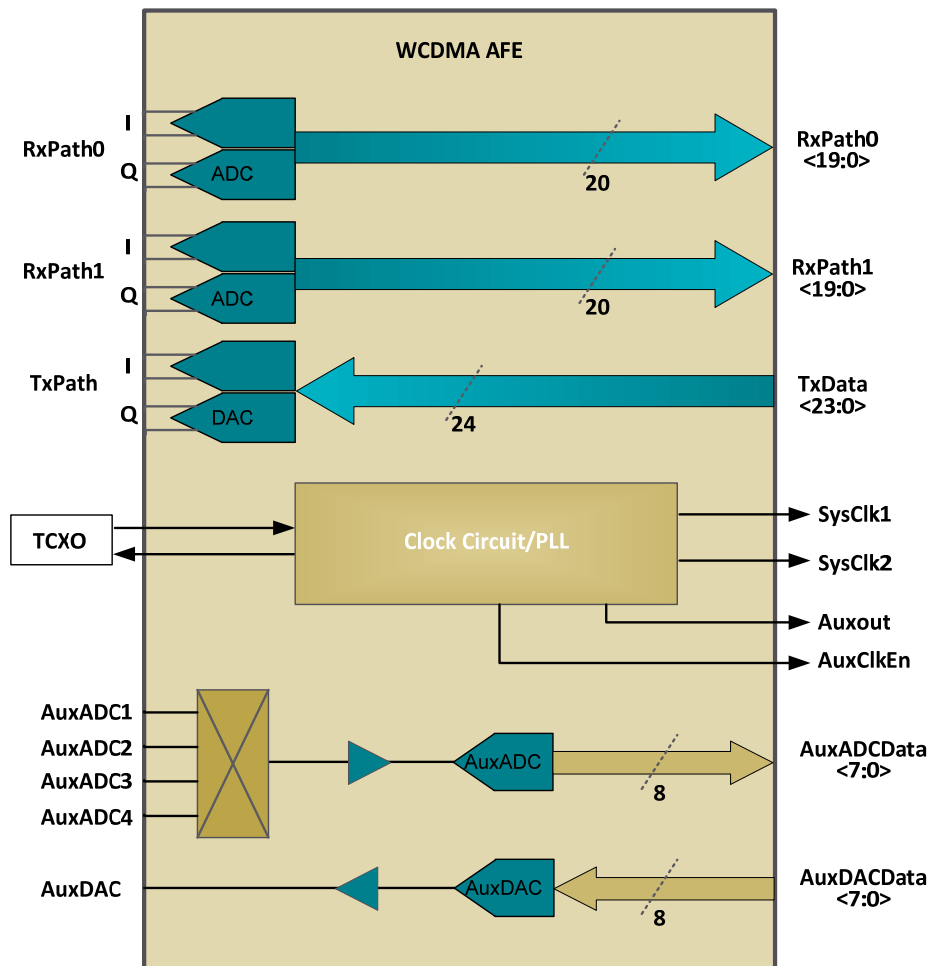 WCDMA AFE
I
RxPath0
Q
ADC
20
RxPath0
<19:0>
I
RxPath1
Q
ADC
20
RxPath1
<19:0>
I
TxPath
Q
DAC
24
TxData
<23:0>
TCXO
Clock Circuit/PLL
SysClk1
SysClk2
Auxout
AuxClkEn
AuxADC1
AuxADC2
AuxADC3
AuxADC4
AuxADC
8
AuxADCData
<7:0>
AuxDAC
AuxDAC
8
AuxDACData
<7:0>